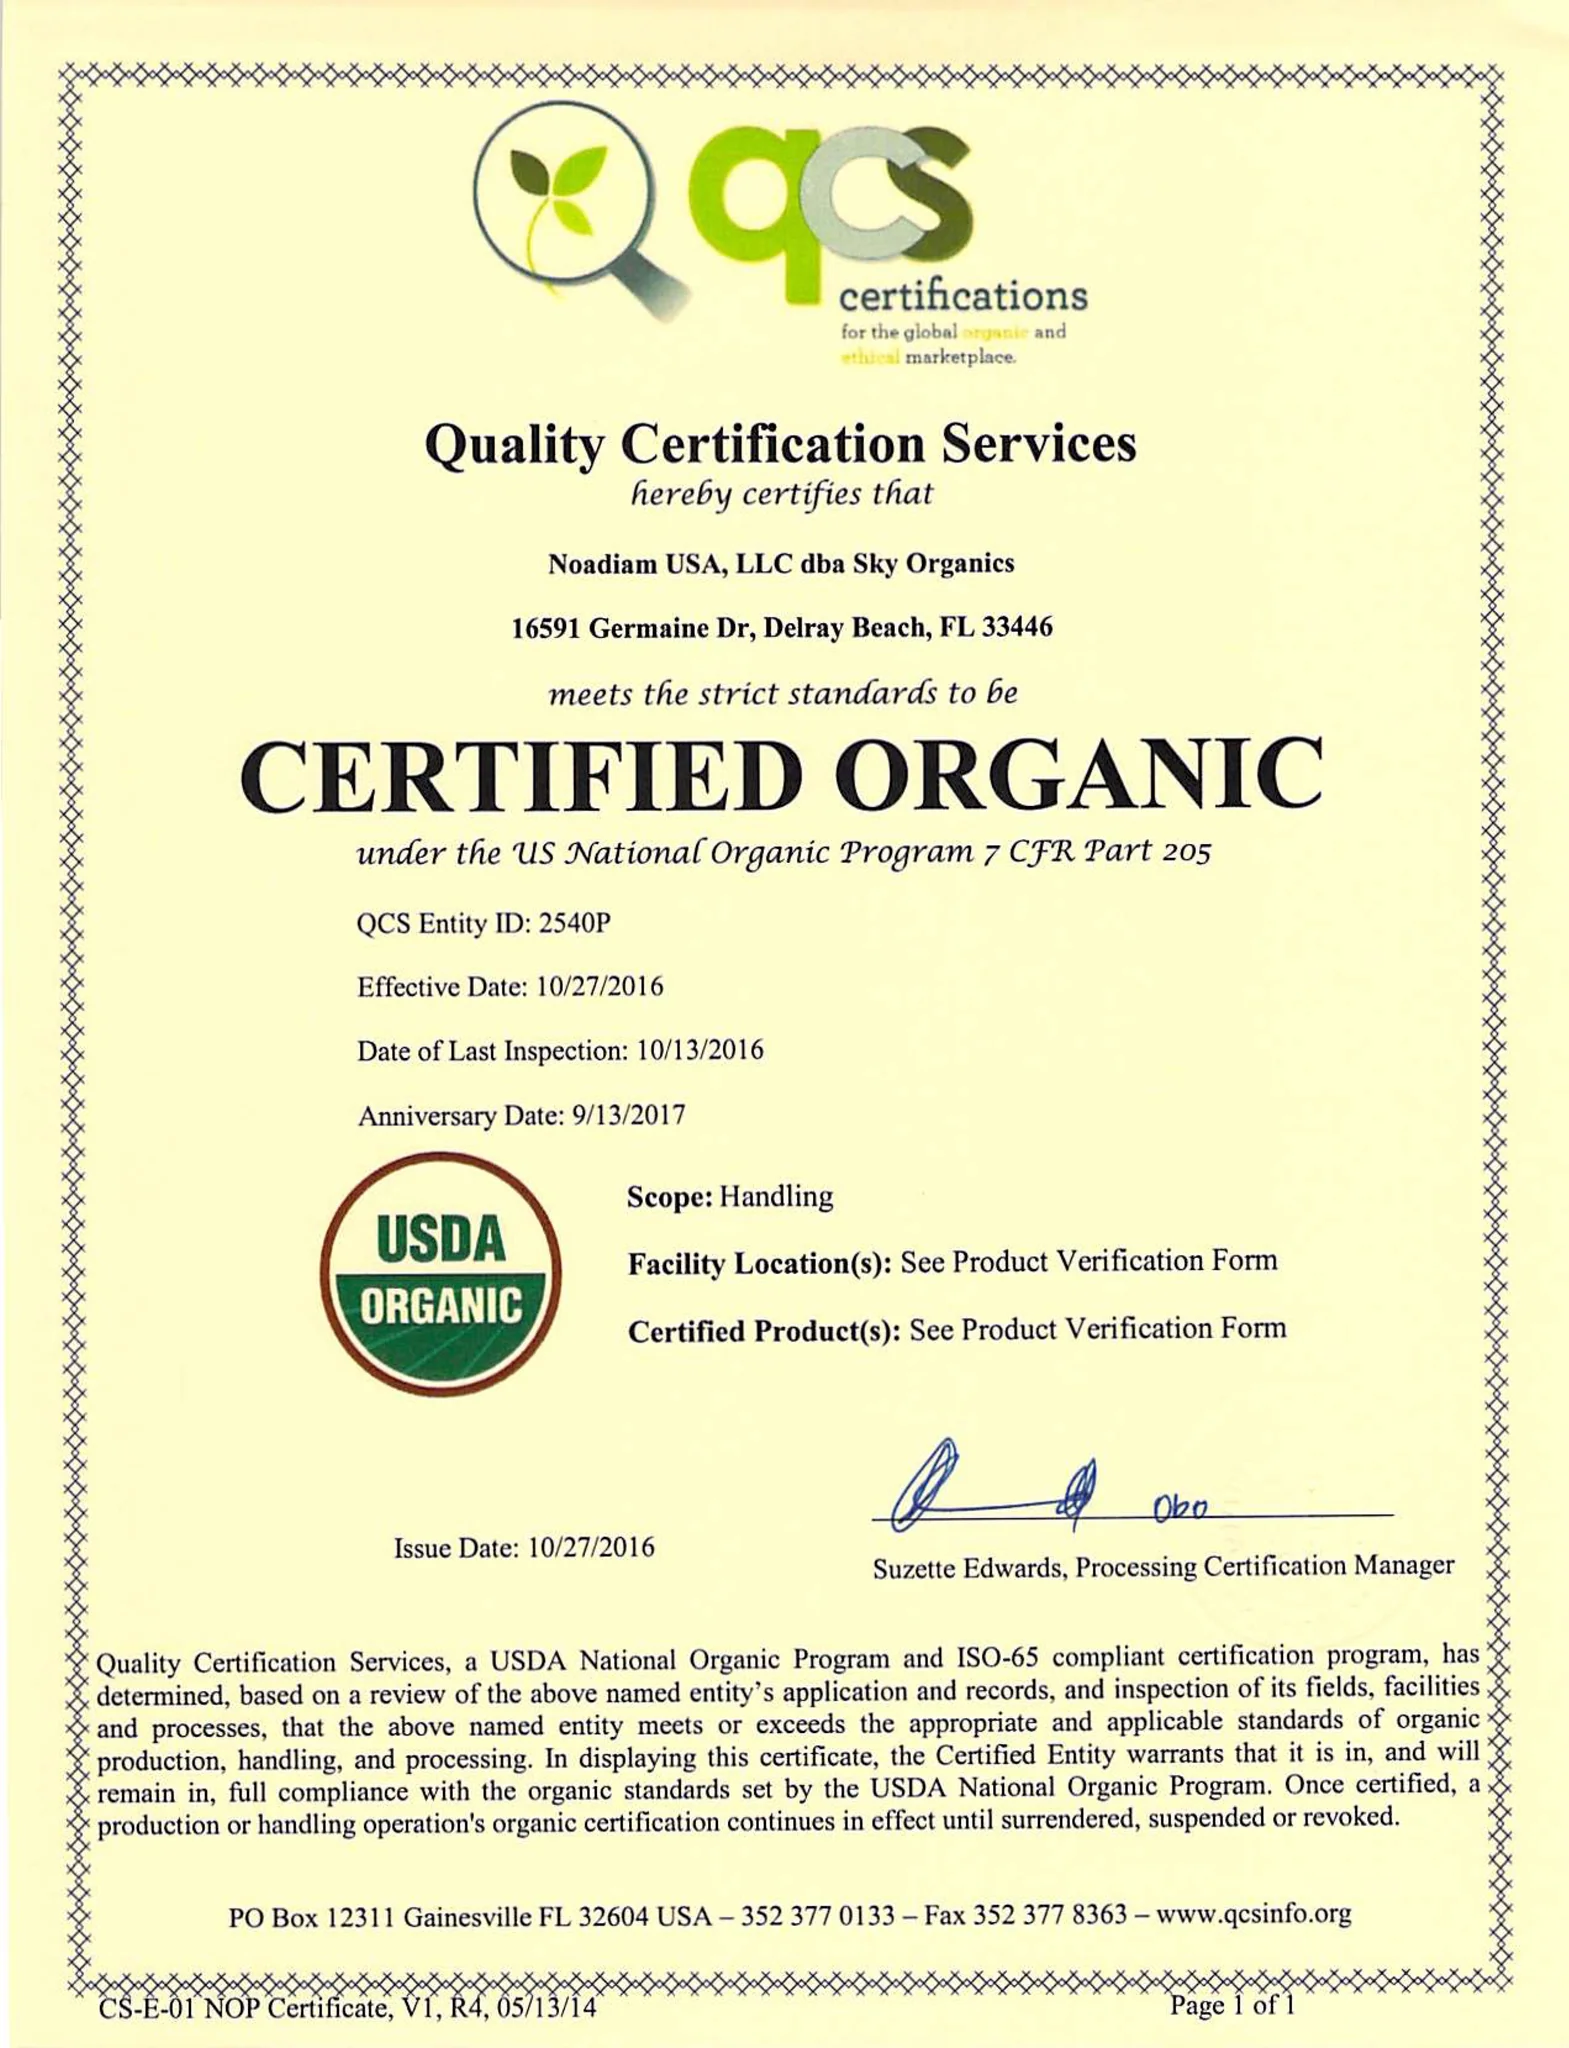 qcs
certifications
for the global organic and
ethical marketplace.
Quality Certification Services
hereby certifies that
Noadiam USA, LLC dba Sky Organics
16591 Germaine Dr, Delray Beach, FL 33446
meets the strict standards to be
CERTIFIED ORGANIC
under the US National Organic Program 7 CFR Part 205
QCS Entity ID: 2540P
Effective Date: 10/27/2016
Date of Last Inspection: 10/13/2016
Anniversary Date: 9/13/2017
USDA
ORGANIC
Scope: Handling
Facility Location(s): See Product Verification Form
Certified Product(s): See Product Verification Form
Obo
Issue Date: 10/27/2016
Suzette Edwards, Processing Certification Manager
Quality Certification Services, a USDA National Organic Program and ISO-65 compliant certification program, has
determined, based on a review of the above named entity's application and records, and inspection of its fields, facilities
and processes, that the above named entity meets or exceeds the appropriate and applicable standards of organic
production, handling, and processing. In displaying this certificate, the Certified Entity warrants that it is in, and will
remain in, full compliance with the organic standards set by the USDA National Organic Program. Once certified, a
production or handling operation's organic certification continues in effect until surrendered, suspended or revoked.
PO Box 12311 Gainesville FL 32604 USA – 352 377 0133 – Fax 352 377 8363 – www.qcsinfo.org
CS-E-01 NOP Certificate, V1, R4, 05/13/14
Page 1 of 1